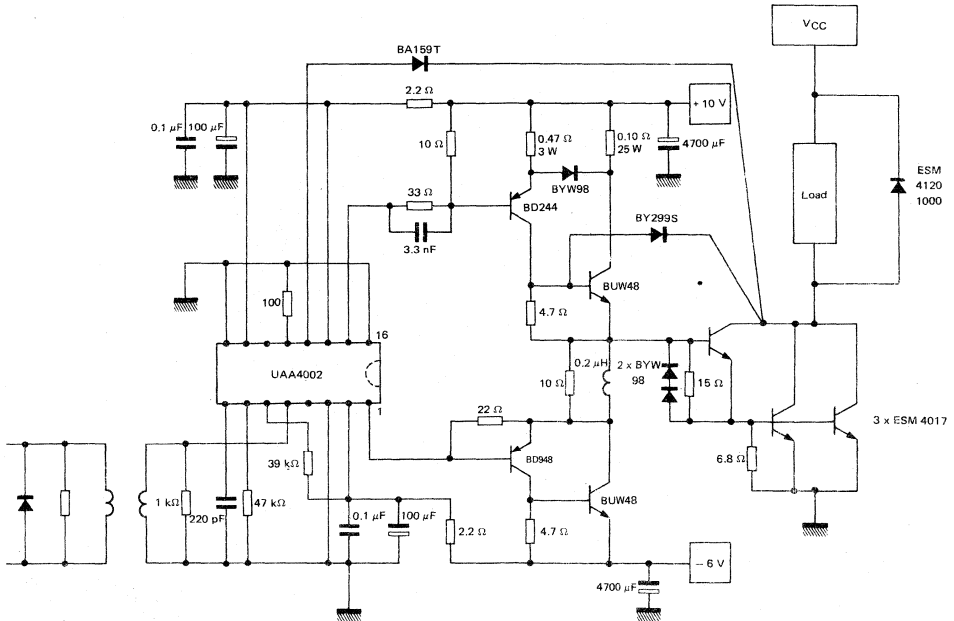 VCC
BA159T
2.2 Ω
+ 10 V
0.1 μF
100 μF
10 Ω
0.47 Ω
3 W
0.10 Ω
25 W
4700 μF
BYW98
33 Ω
3.3 nF
BD244
BY299S
Load
ESM
4120
1000
BUW48
100
4.7 Ω
16
UAA4002
1
0.2 μH
10 Ω
2 x BYW
98
15 Ω
22 Ω
3 x ESM 4017
39 kΩ
BD948
6.8 Ω
BUW48
1 kΩ
220 pF
47 kΩ
0.1 μF
100 μF
2.2 Ω
4.7 Ω
– 6 V
4700 μF